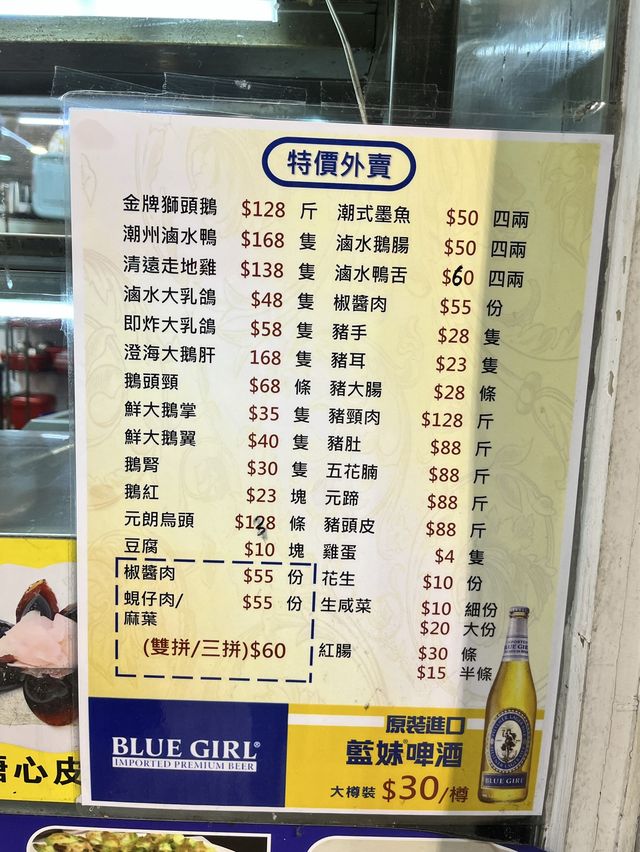 特價外賣
金牌獅頭鵝 $128 斤
潮州滷水鴨 $168 隻
清遠走地雞 $138 隻
滷水大乳鴿 $48 隻
即炸大乳鴿 $58 隻
澄海大鵝肝 168 隻
鵝頭頸 $68 條
鮮大鵝掌 $35 隻
鮮大鵝翼 $40 隻
鵝腎 $30 隻
鵝紅 $23 塊
元朗烏頭 $138 條
豆腐 $10 塊
椒醬肉 $55 份
蜆仔肉/ $55 份
麻葉
(雙拼/三拼)$60
潮式墨魚 $50 四兩
滷水鵝腸 $50 四兩
滷水鴨舌 $60 四兩
椒醬肉 $55 份
豬手 $28 隻
豬耳 $23 隻
豬大腸 $28 條
豬頸肉 $128 斤
豬肚 $88 斤
五花腩 $88 斤
元蹄 $88 斤
豬頭皮 $88 斤
雞蛋 $4 隻
花生 $10 份
生咸菜 $10 細份
$20 大份
紅腸 $30 條
$15 半條
BLUE GIRL®
IMPORTED PREMIUM BEER
原裝進口
藍妹啤酒
大樽裝 $30/樽
BLUE GIRL
心皮